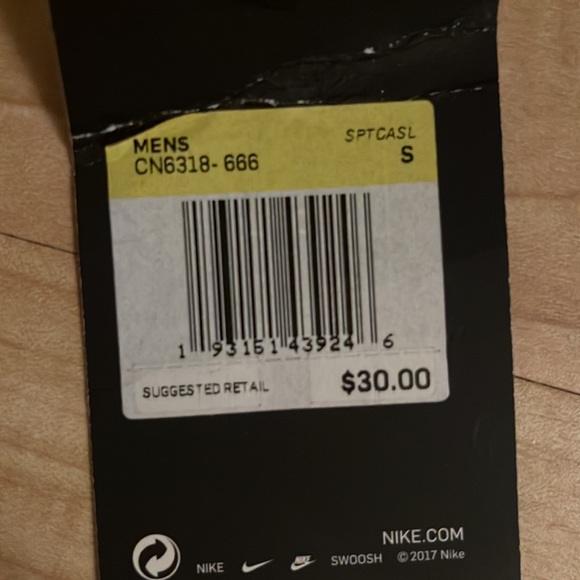 MENS
SPTCASL
CN6318- 666
S
1 93151 43924 6
SUGGESTED RETAIL
$30.00
NIKE.COM
NIKE
SWOOSH
© 2017 Nike